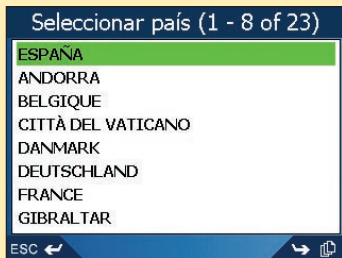 Seleccionar país (1 - 8 of 23)
ESPAÑA
ANDORRA
BELGIQUE
CITTÀ DEL VATICANO
DANMARK
DEUTSCHLAND
FRANCE
GIBRALTAR
ESC